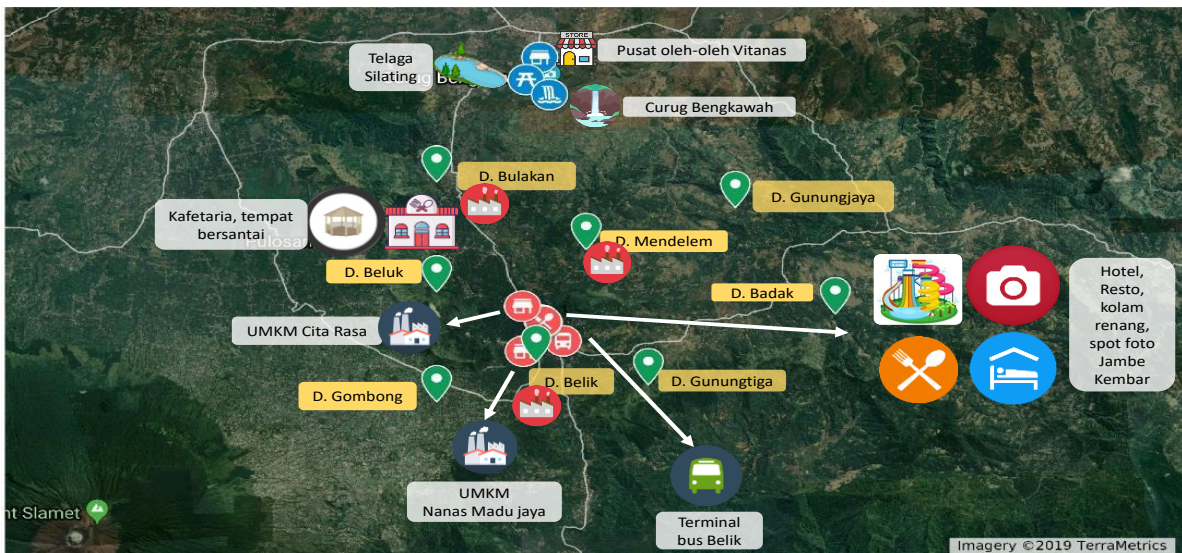 STORE
Pusat oleh-oleh Vitanas
Telaga
Silating
Curug Bengkawah
D. Bulakan
D. Gunungjaya
Kafetaria, tempat
bersantai
D. Mendelem
D. Beluk
D. Badak
Hotel,
Resto,
kolam
renang,
spot foto
Jambe
Kembar
UMKM Cita Rasa
D. Gombong
D. Belik
D. Gunungtiga
UMKM
Nanas Madu jaya
Terminal
bus Belik
nt Slamet
Imagery ©2019 TerraMetrics